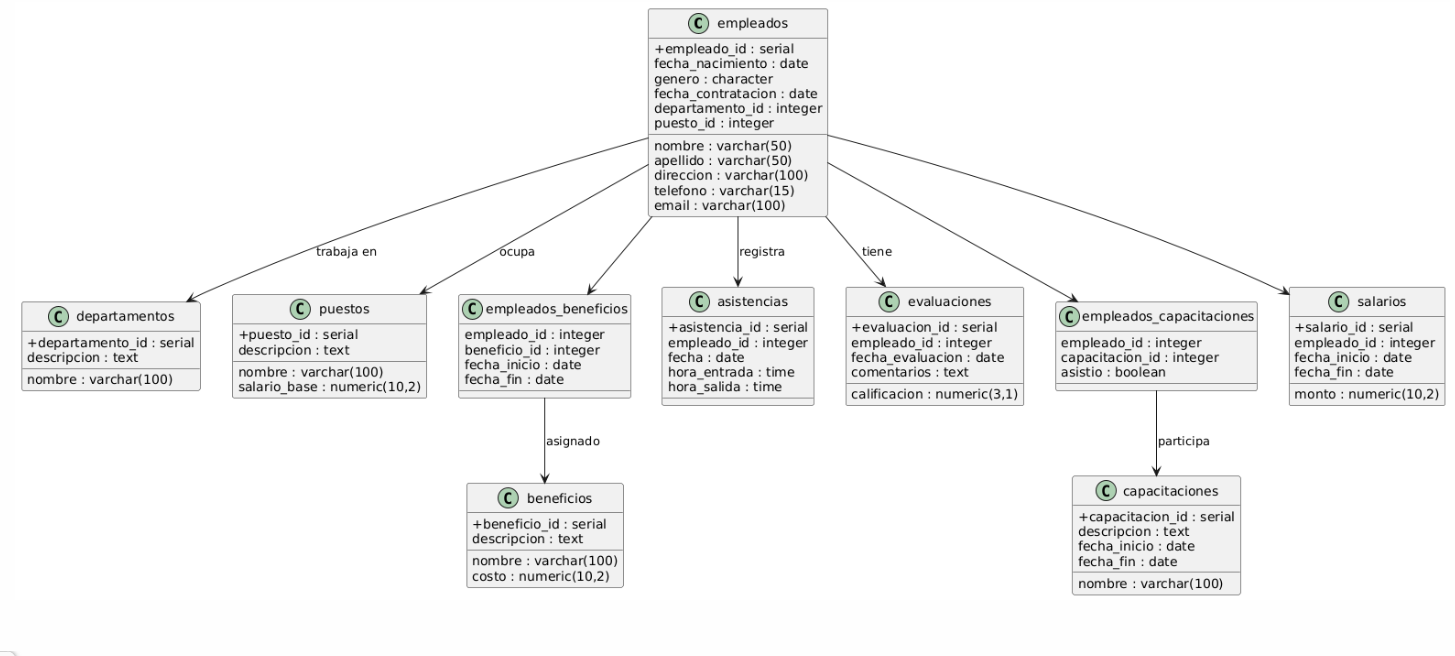 C empleados
+empleado_id : serial
fecha_nacimiento : date
genero : character
fecha_contratacion : date
departamento_id : integer
puesto_id : integer
nombre : varchar(50)
apellido : varchar(50)
direccion : varchar(100)
telefono : varchar(15)
email : varchar(100)
trabaja en
ocupa
registra
tiene
C departamentos
+departamento_id : serial
descripcion : text
nombre : varchar(100)
C puestos
+puesto_id : serial
descripcion : text
nombre : varchar(100)
salario_base : numeric(10,2)
C empleados_beneficios
empleado_id : integer
beneficio_id : integer
fecha_inicio : date
fecha_fin : date
C asistencias
+asistencia_id : serial
empleado_id : integer
fecha : date
hora_entrada : time
hora_salida : time
C evaluaciones
+evaluacion_id : serial
empleado_id : integer
fecha_evaluacion : date
comentarios : text
calificacion : numeric(3,1)
C empleados_capacitaciones
empleado_id : integer
capacitacion_id : integer
asistio : boolean
C salarios
+salario_id : serial
empleado_id : integer
fecha_inicio : date
fecha_fin : date
monto : numeric(10,2)
asignado
participa
C beneficios
+beneficio_id : serial
descripcion : text
nombre : varchar(100)
costo : numeric(10,2)
C capacitaciones
+capacitacion_id : serial
descripcion : text
fecha_inicio : date
fecha_fin : date
nombre : varchar(100)